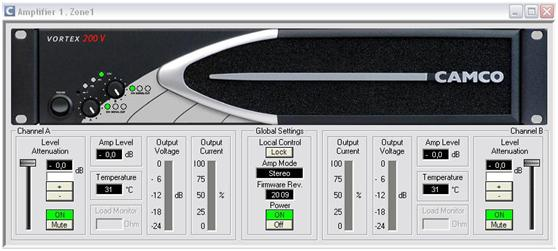 Amplifier 1 , Zone1
VORTEX 200 V
CAMCO
Channel A
Level Attenuation
- 0,0
dB
+
-
ON
Mute
Amp Level
- 0,0 dB
Temperature
31 °C
Load Monitor
Ohm
Output Voltage
0
- 6
-12
-18
-24
dB
Output Current
100
75
50
25
0
%
Global Settings
Local Control
Lock
Amp Mode
Stereo
Firmware Rev.
20 09
Power
ON
Off
Output Current
100
75
50
25
0
%
Output Voltage
0
- 6
-12
-18
-24
dB
Amp Level
- 0,0 dB
Temperature
31 °C
Load Monitor
Ohm
Channel B
Level Attenuation
- 0,0
dB
+
-
ON
Mute